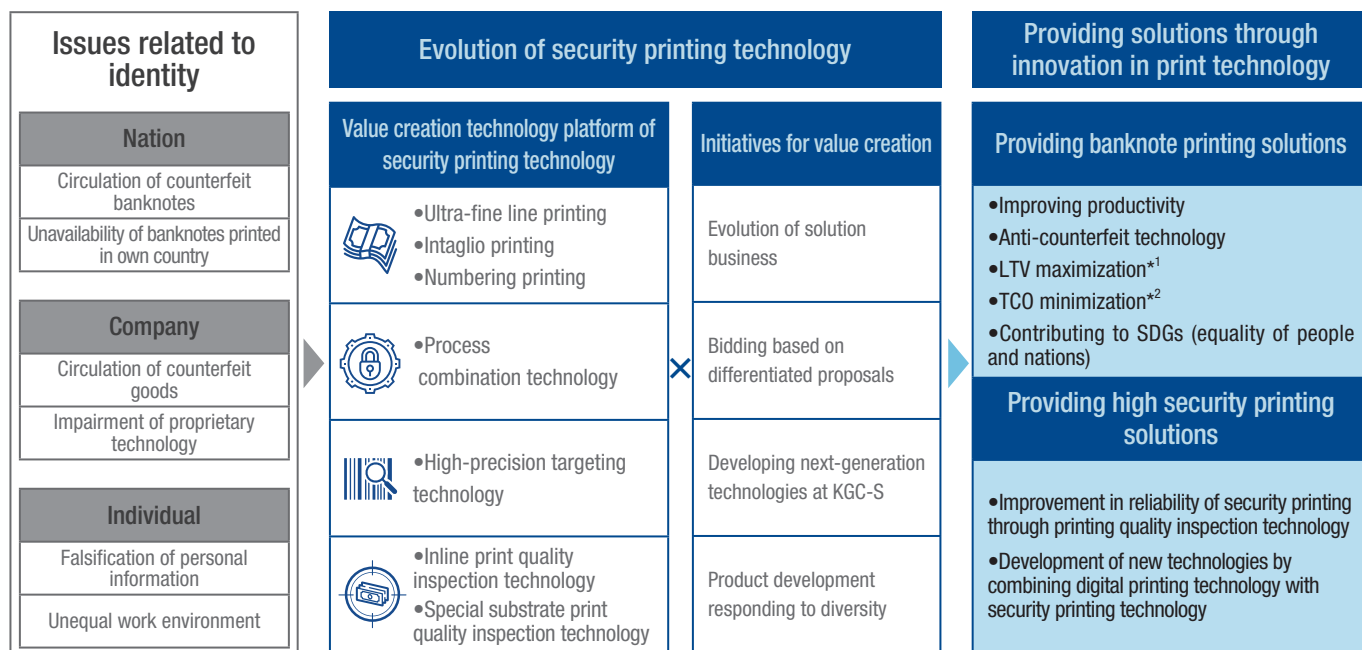 Issues related to
identity
Nation
Circulation of counterfeit
banknotes
Unavailability of banknotes printed
in own country
Company
Circulation of counterfeit
goods
Impairment of proprietary
technology
Individual
Falsification of personal
information
Unequal work environment
Evolution of security printing technology
Value creation technology platform of
security printing technology
•Ultra-fine line printing
•Intaglio printing
•Numbering printing
•Process
combination technology
•High-precision targeting
technology
•Inline print quality
inspection technology
•Special substrate print
quality inspection technology
×
Initiatives for value creation
Evolution of solution
business
Bidding based on
differentiated proposals
Developing next-generation
technologies at KGC-S
Product development
responding to diversity
Providing solutions through
innovation in print technology
Providing banknote printing solutions
•Improving productivity
•Anti-counterfeit technology
•LTV maximization*1
•TCO minimization*2
•Contributing to SDGs (equality of people
and nations)
Providing high security printing
solutions
•Improvement in reliability of security printing
through printing quality inspection technology
•Development of new technologies by
combining digital printing technology with
security printing technology